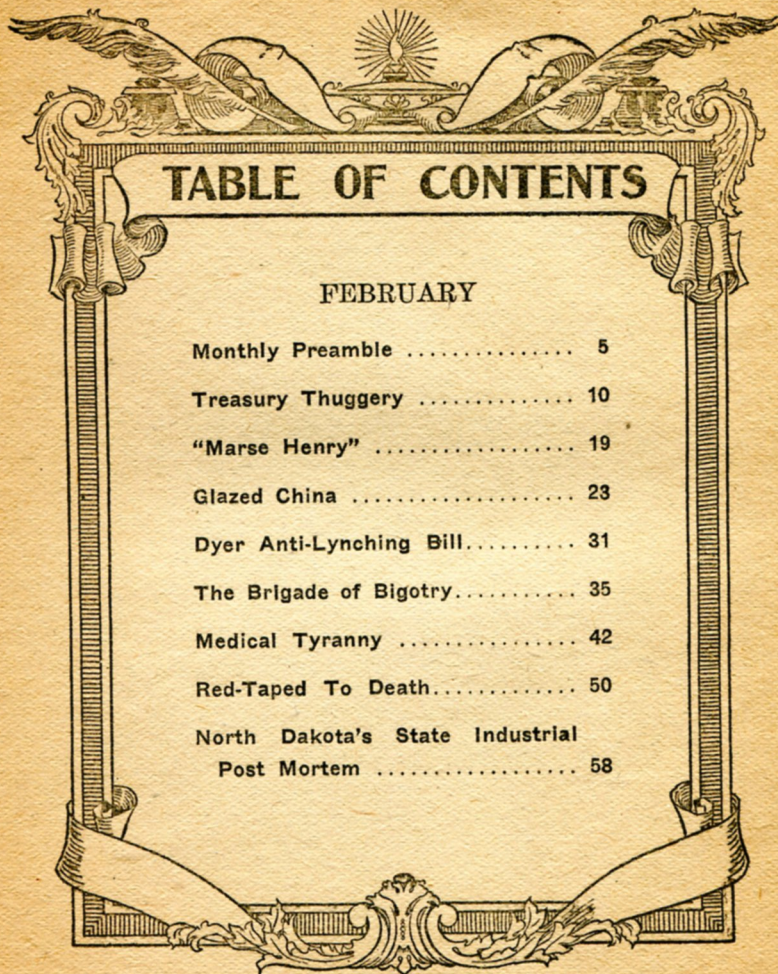 TABLE OF CONTENTS
FEBRUARY
Monthly Preamble ............... 5
Treasury Thuggery .............. 10
“Marse Henry” .................. 19
Glazed China .................... 23
Dyer Anti-Lynching Bill.......... 31
The Brigade of Bigotry........... 35
Medical Tyranny ................ 42
Red-Taped To Death............. 50
North Dakota's State Industrial
Post Mortem .................. 58